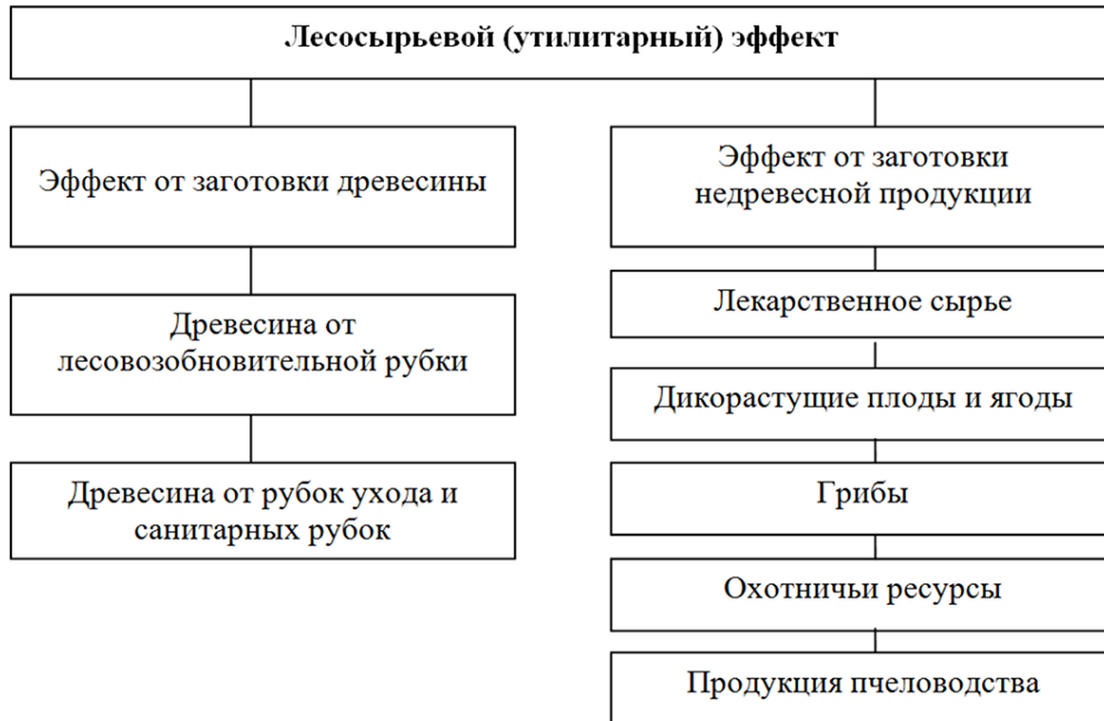 Лесосырьевой (утилитарный) эффект
Эффект от заготовки древесины
Древесина от
лесовозобновительной рубки
Древесина от рубок ухода и
санитарных рубок
Эффект от заготовки
недревесной продукции
Лекарственное сырье
Дикорастущие плоды и ягоды
Грибы
Охотничьи ресурсы
Продукция пчеловодства